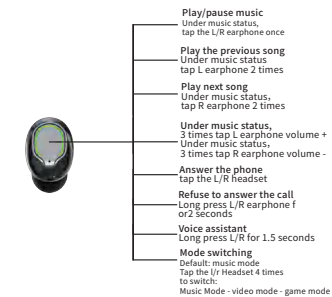 Play/pause music
Under music status,
tap the L/R earphone once
Play the previous song
Under music status
tap L earphone 2 times
Play next song
Under music status,
tap R earphone 2 times
Under music status,
3 times tap L earphone volume +
Under music status,
3 times tap R earphone volume -
Answer the phone
tap the L/R headset
Refuse to answer the call
Long press L/R earphone f
or2 seconds
Voice assistant
Long press L/R for 1.5 seconds
Mode switching
Default: music mode
Tap the l/r Headset 4 times
to switch:
Music Mode - video mode - game mode